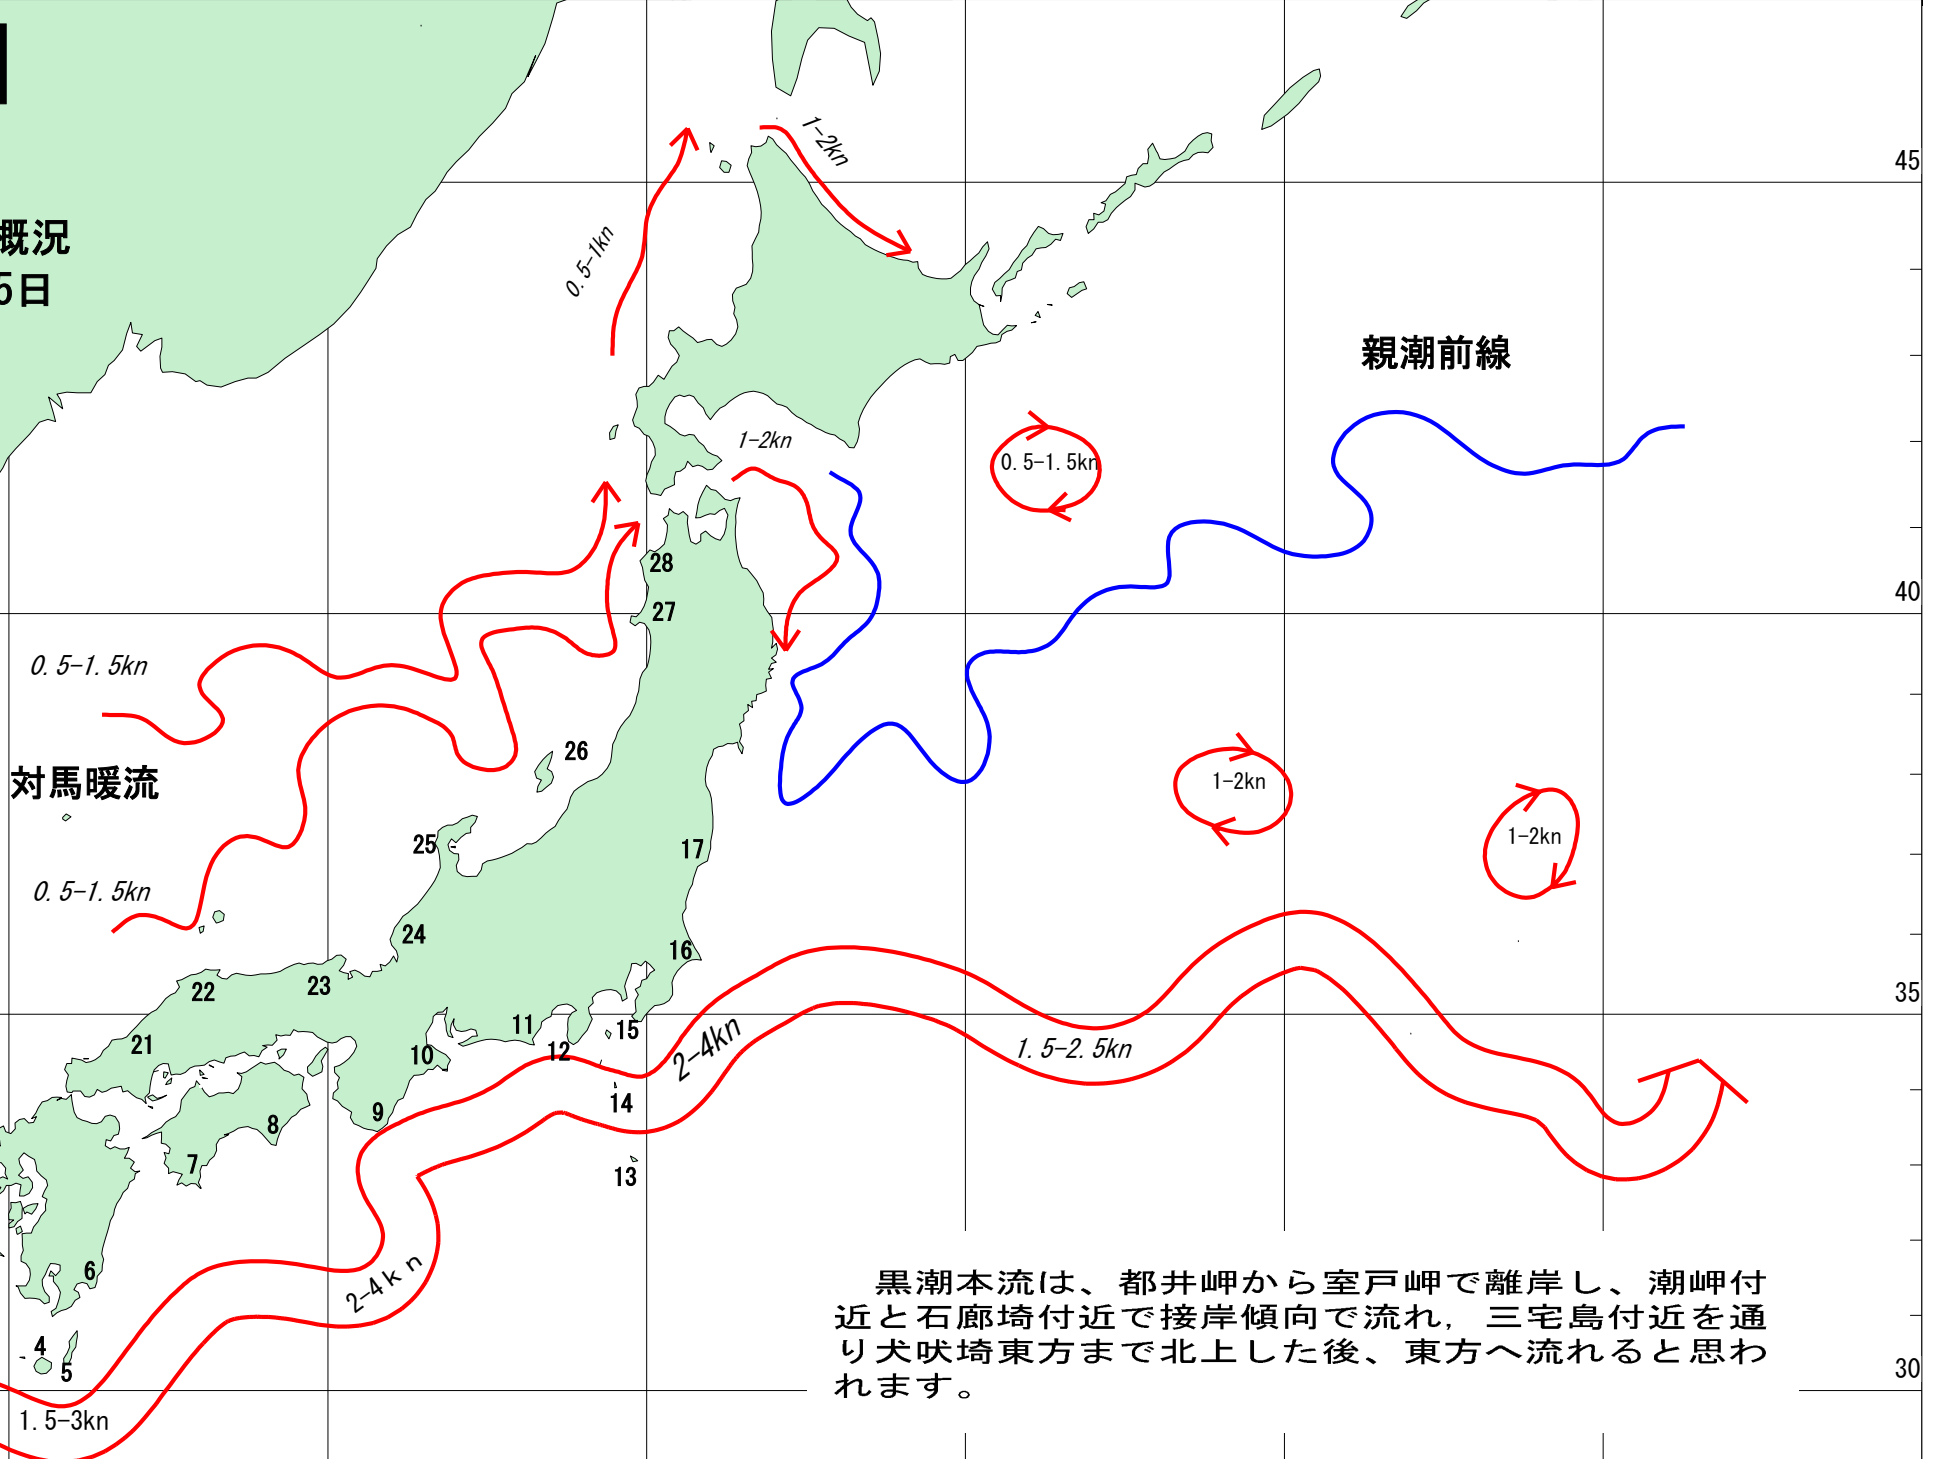 概況
5日
1-2kn
45
0.5-1kn
親潮前線
1-2kn
0.5-1.5kn
28
40
27
0.5-1.5kn
26
対馬暖流
1-2kn
25
17
1-2kn
0.5-1.5kn
24
16
22
23
35
11
15
21
10
12
2-4kn
1.5-2.5kn
14
9
8
7
13
6
2-4kn
黒潮本流は、都井岬から室戸岬で離岸し、潮岬付
近と石廊埼付近で接岸傾向で流れ，三宅島付近を通
り犬吠埼東方まで北上した後、東方へ流れると思わ
れます。
4
5
30
1.5-3kn